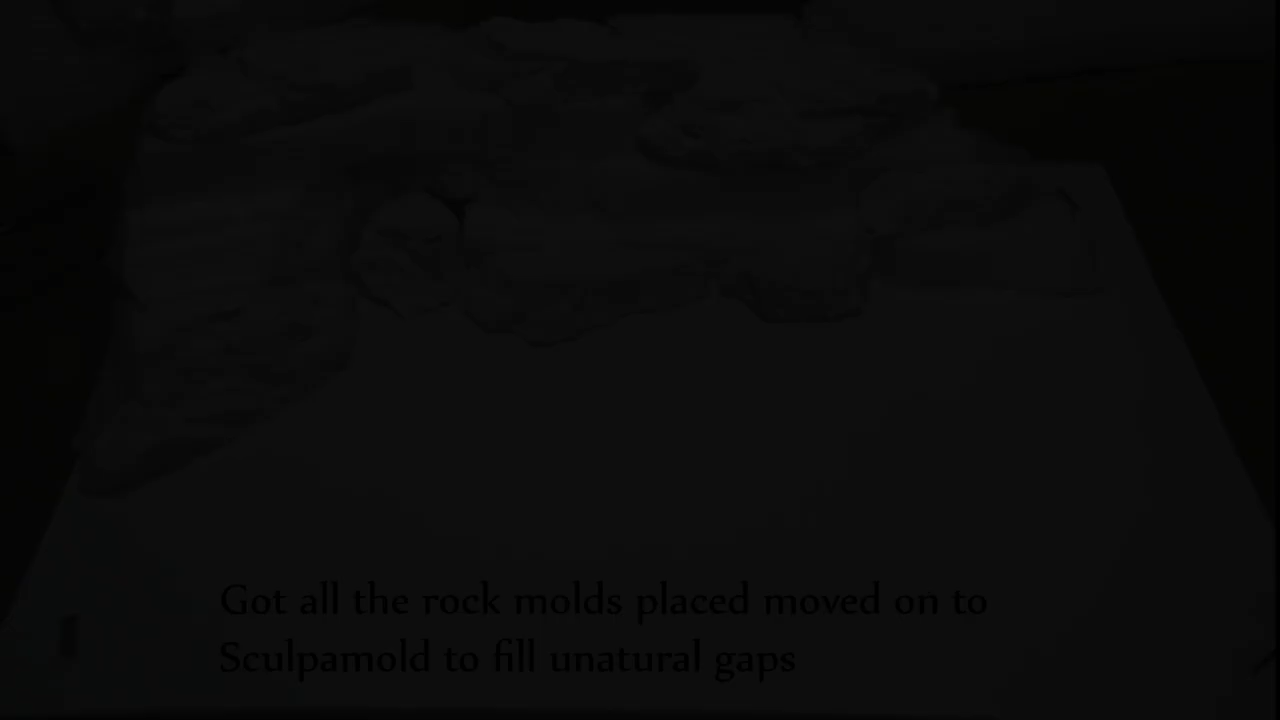 Got all the rock molds placed moved on to
Sculpamold to fill unatural gaps